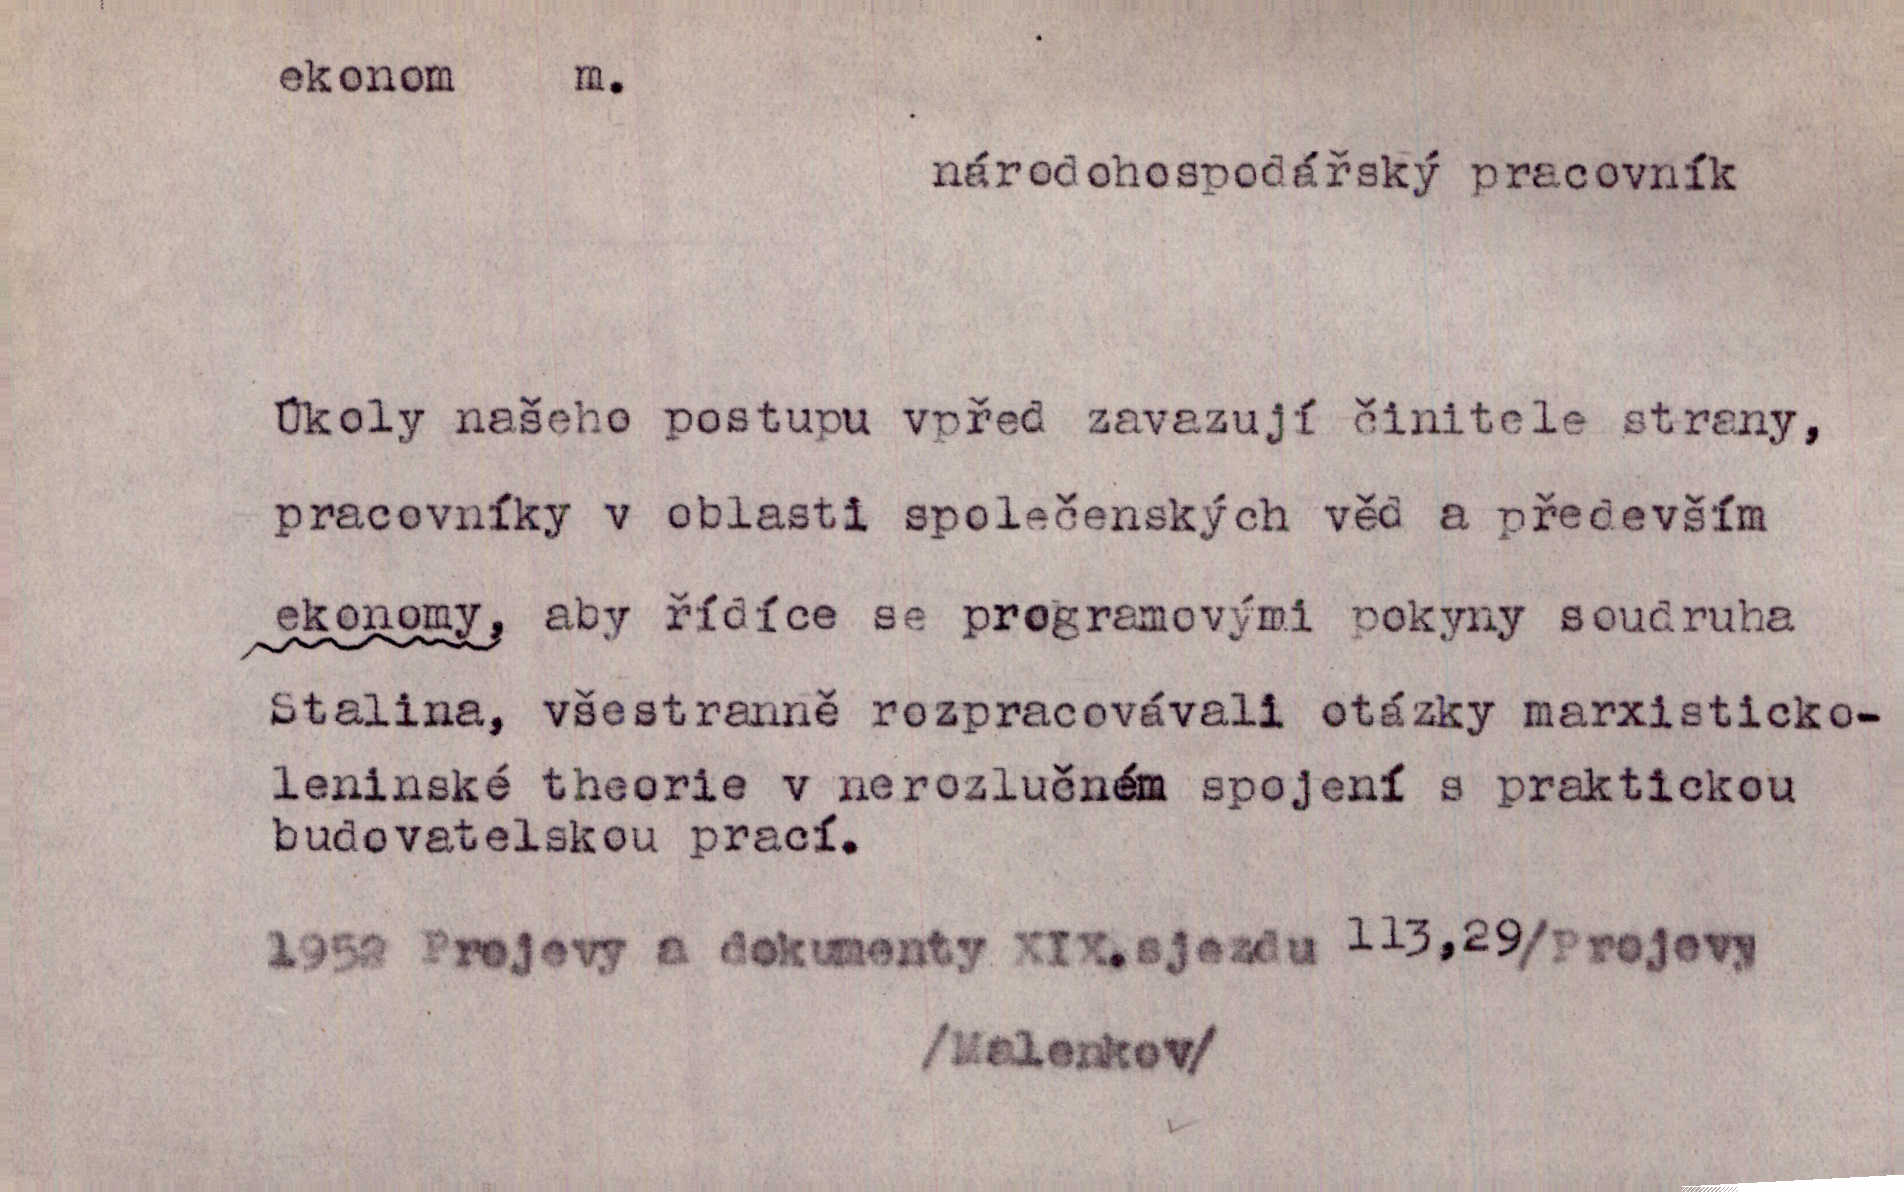 ekonom m.
národohospodářský pracovník
Úkoly našeho postupu vpřed zavazují činitele strany,
pracovníky v oblasti společenských věd a především
ekonomy, aby řídíce se programovými pokyny soudruha
Stalina, všestranně rozpracovávali otázky marxisticko-
leninské theorie v nerozlučném spojení s praktickou
budovatelskou prací.
1952 Projevy a dokumenty XIX.sjezdu 113,29/Projevy
/Malenkov/